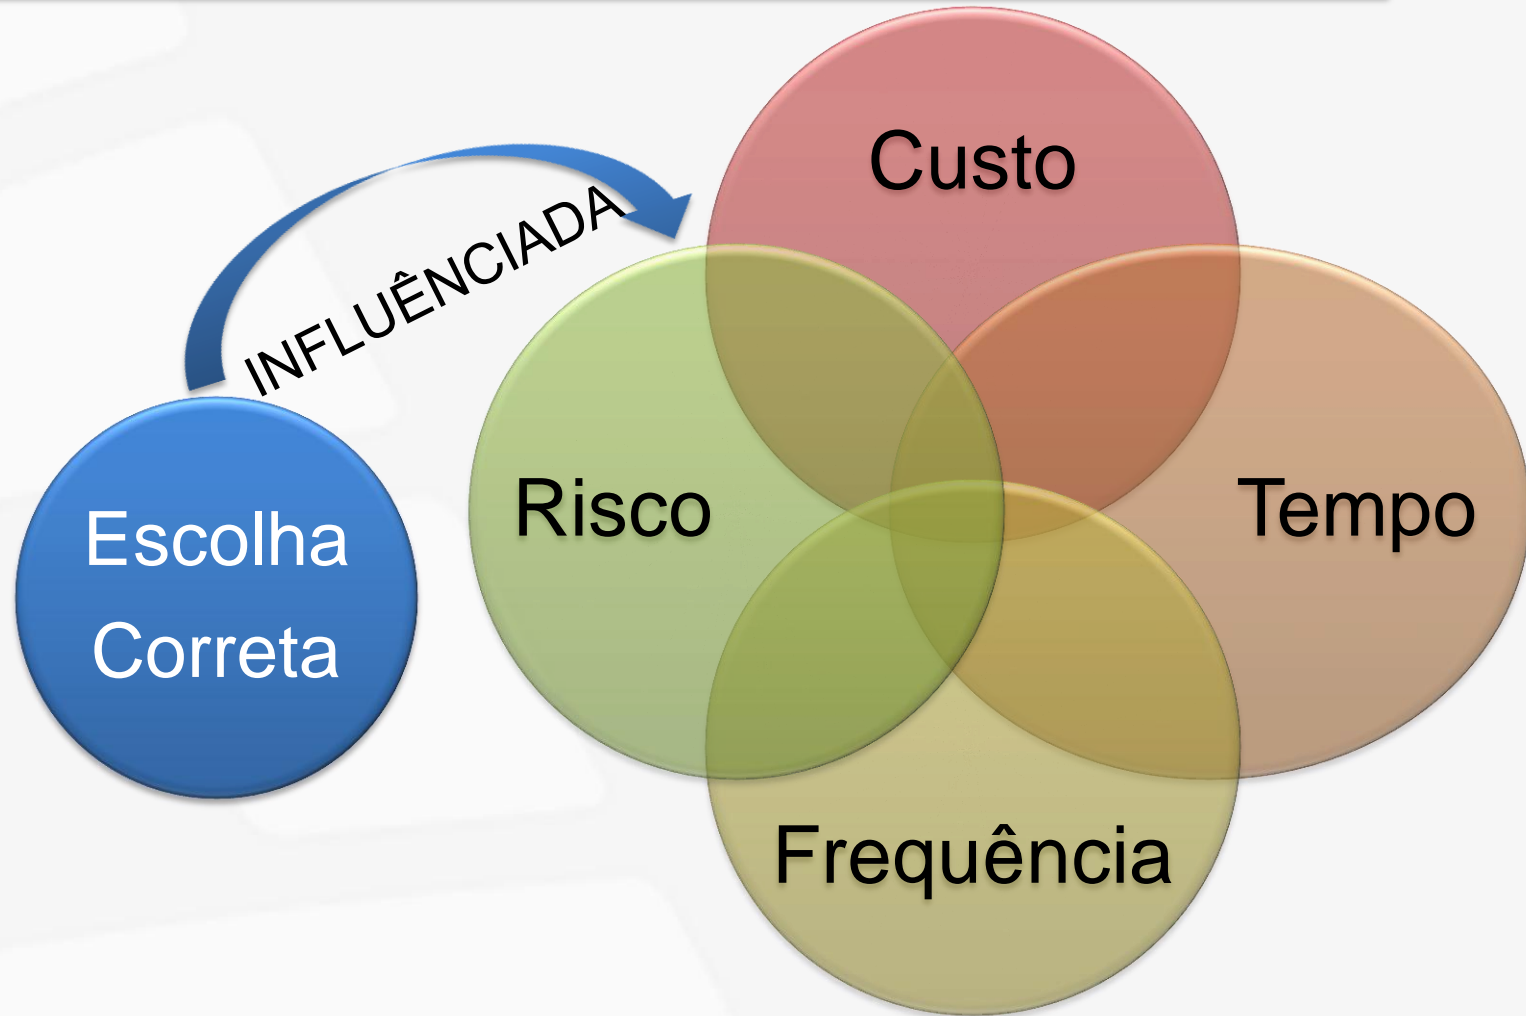 Custo
INFLUÊNCIADA
Risco
Tempo
Escolha
Correta
Frequência